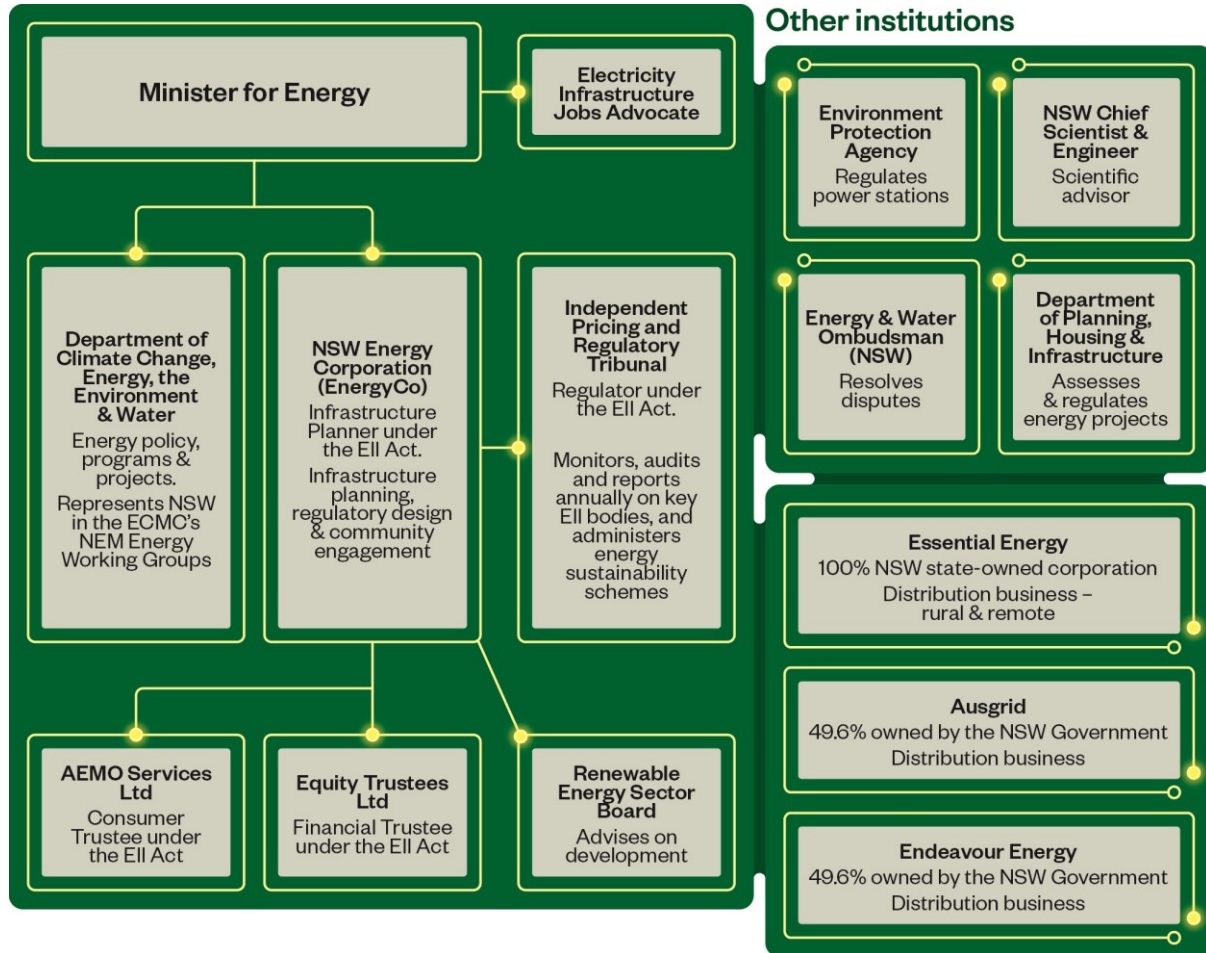 Other institutions
Minister for Energy
Electricity
Infrastructure
Jobs Advocate
Department of
Climate Change,
Energy, the
Environment
& Water
Energy policy,
programs &
projects.
Represents NSW
in the ECMC's
NEM Energy
Working Groups
NSW Energy
Corporation
(EnergyCo)
Infrastructure
Planner under
the EII Act.
Infrastructure
planning,
regulatory design
& community
engagement
Independent
Pricing and
Regulatory
Tribunal
Regulator under
the EII Act.
Monitors, audits
and reports
annually on key
EII bodies, and
administers
energy
sustainability
schemes
AEMO Services
Ltd
Consumer
Trustee under
the EII Act
Equity Trustees
Ltd
Financial Trustee
under the EII Act
Renewable
Energy Sector
Board
Advises on
development
Environment
Protection
Agency
Regulates
power stations
NSW Chief
Scientist &
Engineer
Scientific
advisor
Energy & Water
Ombudsman
(NSW)
Resolves
disputes
Department
of Planning,
Housing &
Infrastructure
Assesses
& regulates
energy projects
Essential Energy
100% NSW state-owned corporation
Distribution business –
rural & remote
Ausgrid
49.6% owned by the NSW Government
Distribution business
Endeavour Energy
49.6% owned by the NSW Government
Distribution business